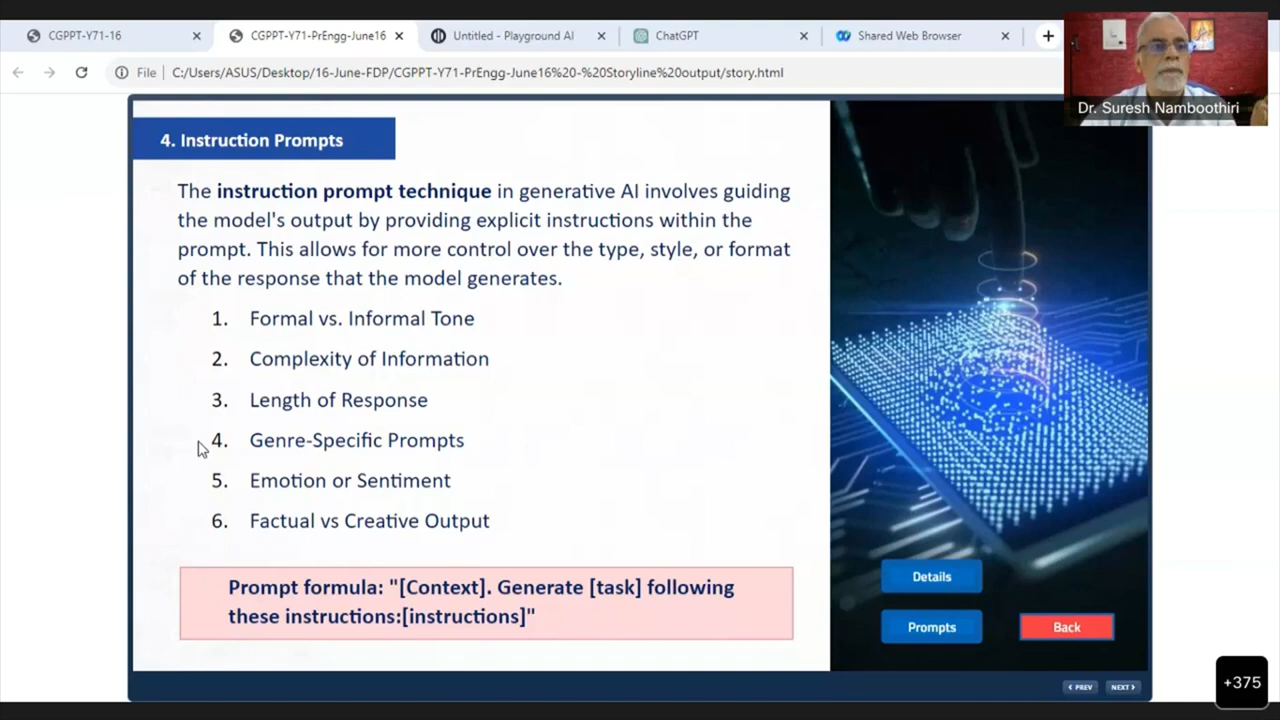 CGPPT-Y71-16
CGPPT-Y71-PrEngg-June16
Untitled - Playground AI
ChatGPT
Shared Web Browser
File
C:/Users/ASUS/Desktop/16-June-FDP/CGPPT-Y71-PrEngg-June16%20-%20Storyline%20output/story.html
Dr. Suresh Namboothiri
4. Instruction Prompts
The instruction prompt technique in generative AI involves guiding
the model's output by providing explicit instructions within the
prompt. This allows for more control over the type, style, or format
of the response that the model generates.
1. Formal vs. Informal Tone
2. Complexity of Information
3. Length of Response
4. Genre-Specific Prompts
5. Emotion or Sentiment
6. Factual vs Creative Output
Prompt formula: "[Context]. Generate [task] following
these instructions:[instructions]"
Details
Prompts
Back
PREV
NEXT
+375